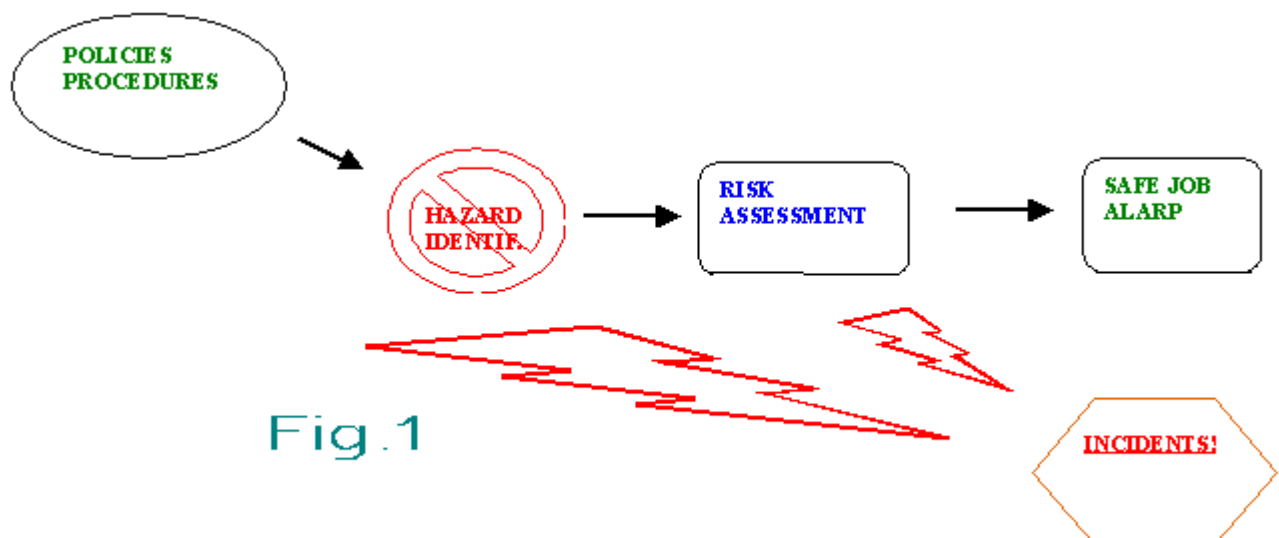 POLICIES
PROCEDURES
HAZARD
IDENTIF.
RISK
ASSESSMENT
SAFE JOB
ALARP
Fig.1
INCIDENTS!